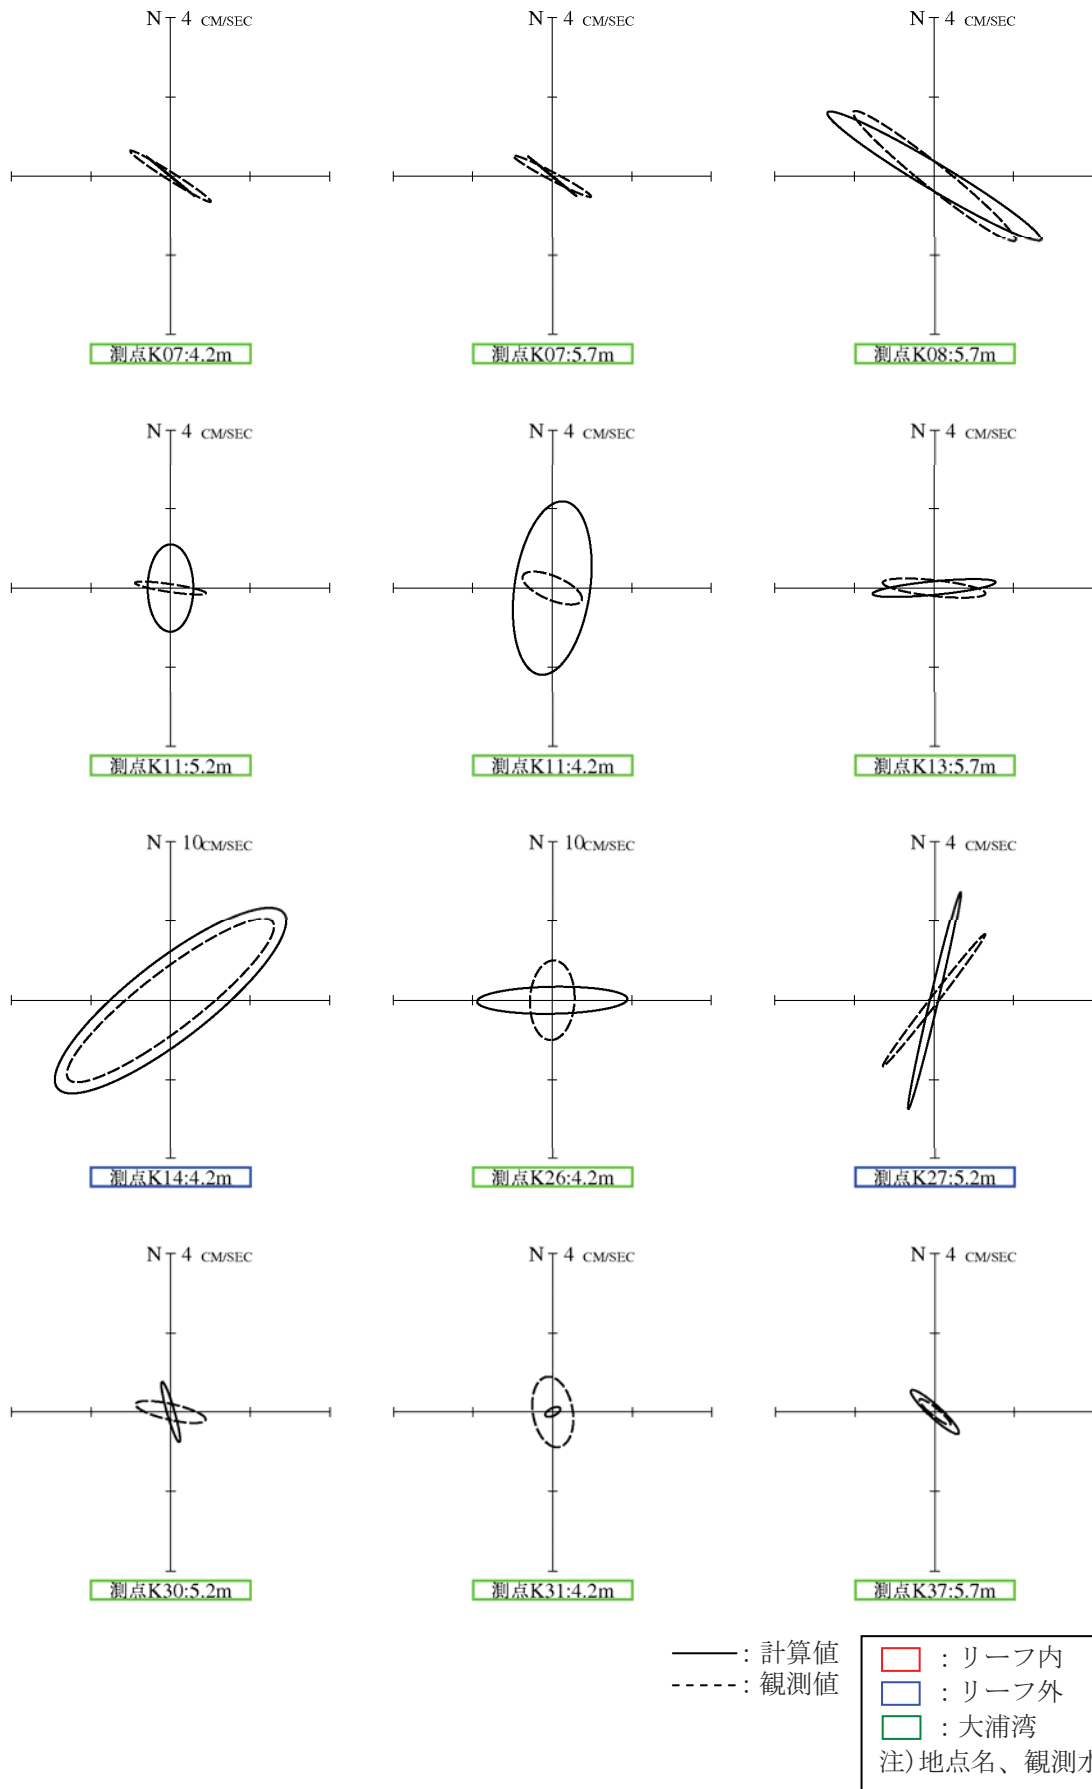 N 4 CM/SEC
N 4 CM/SEC
N 4 CM/SEC
測点K07:4.2m
測点K07:5.7m
測点K08:5.7m
N 4 CM/SEC
N 4 CM/SEC
N 4 CM/SEC
測点K11:5.2m
測点K11:4.2m
測点K13:5.7m
N 10 CM/SEC
N 10 CM/SEC
N 4 CM/SEC
測点K14:4.2m
測点K26:4.2m
測点K27:5.2m
N 4 CM/SEC
N 4 CM/SEC
N 4 CM/SEC
測点K30:5.2m
測点K31:4.2m
測点K37:5.7m
:計算値
:観測値
:リーフ内
:リーフ外
:大浦湾
注)地点名、観測水